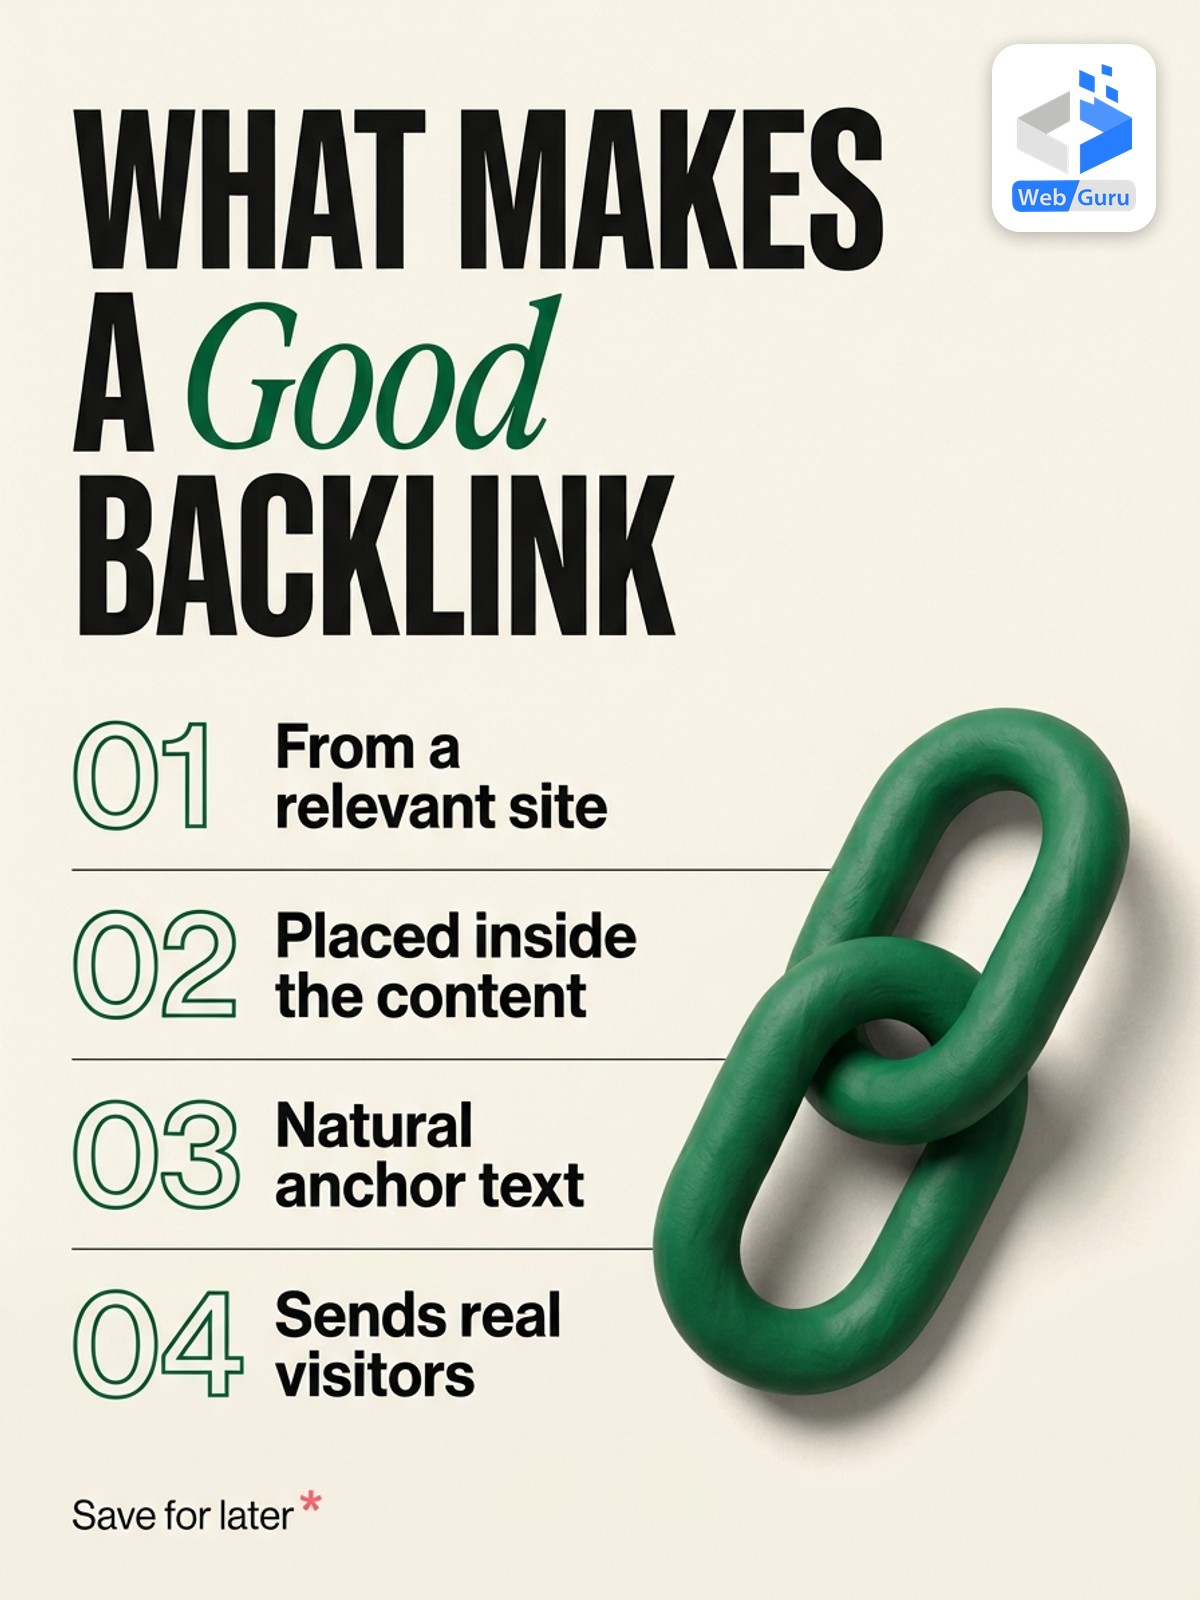 WHAT MAKES
A Good
BACKLINK
Web Guru
01
From a
relevant site
02
Placed inside
the content
03
Natural
anchor text
04
Sends real
visitors
Save for later*